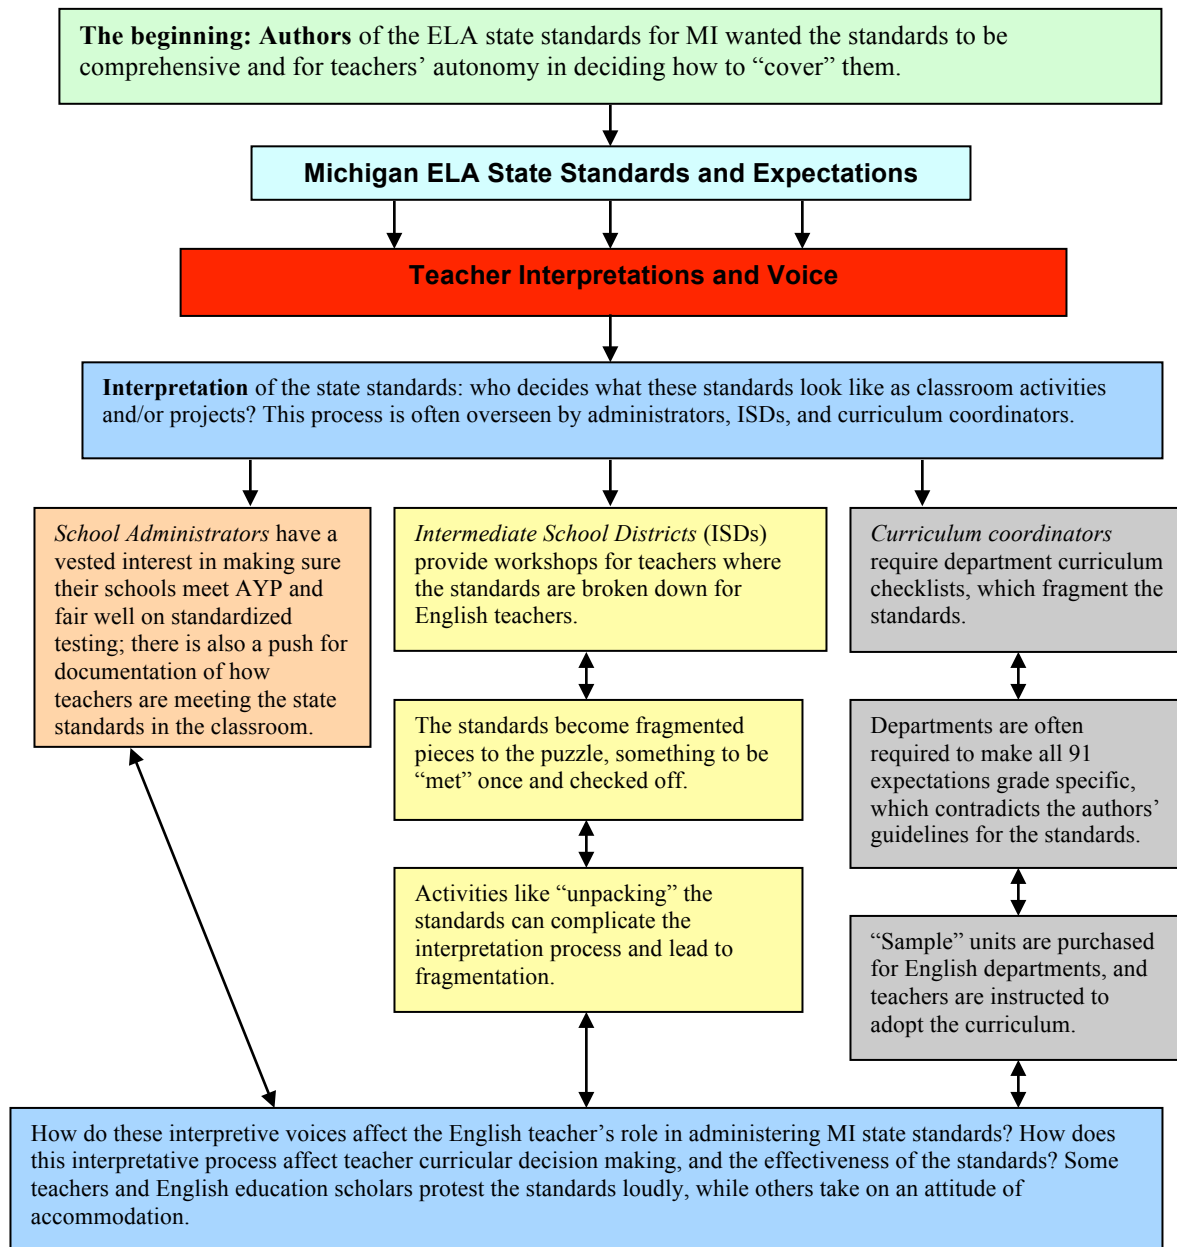 The beginning: Authors of the ELA state standards for MI wanted the standards to be
comprehensive and for teachers’ autonomy in deciding how to “cover” them.
Michigan ELA State Standards and Expectations
Teacher Interpretations and Voice
Interpretation of the state standards: who decides what these standards look like as classroom activities
and/or projects? This process is often overseen by administrators, ISDs, and curriculum coordinators.
School Administrators have a
vested interest in making sure
their schools meet AYP and
fair well on standardized
testing; there is also a push for
documentation of how
teachers are meeting the state
standards in the classroom.
Intermediate School Districts (ISDs)
provide workshops for teachers where
the standards are broken down for
English teachers.
The standards become fragmented
pieces to the puzzle, something to be
“met” once and checked off.
Activities like “unpacking” the
standards can complicate the
interpretation process and lead to
fragmentation.
Curriculum coordinators
require department curriculum
checklists, which fragment the
standards.
Departments are often
required to make all 91
expectations grade specific,
which contradicts the authors’
guidelines for the standards.
“Sample” units are purchased
for English departments, and
teachers are instructed to
adopt the curriculum.
How do these interpretive voices affect the English teacher’s role in administering MI state standards? How does
this interpretative process affect teacher curricular decision making, and the effectiveness of the standards? Some
teachers and English education scholars protest the standards loudly, while others take on an attitude of
accommodation.